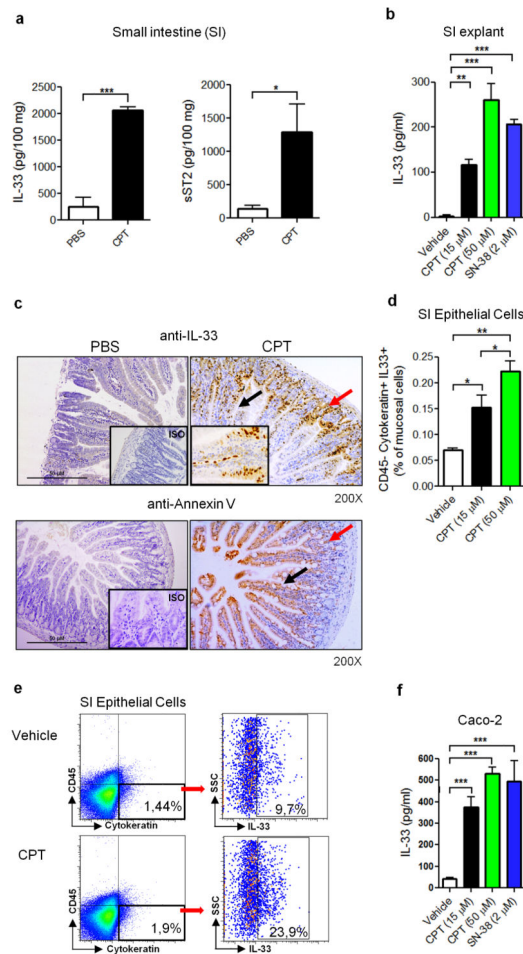 a
Small intestine (SI)
IL-33 (pg/100 mg)
2500
2000
1500
1000
500
0
***
PBS
CPT
sST2 (pg/100 mg)
2000
1500
1000
500
0
*
PBS
CPT
b
SI explant
***
***
**
IL-33 (pg/ml)
300
200
100
0
Vehicle
CPT (15 µM)
CPT (50 µM)
SN-38 (2 µM)
c
anti-IL-33
PBS
CPT
ISO
50 µM
200X
anti-Annexin V
ISO
50 µM
200X
d
SI Epithelial Cells
**
*
*
CD45- Cytokeratin+ IL33+
(% of mucosal cells)
0.25
0.20
0.15
0.10
0.05
0.00
Vehicle
CPT (15 µM)
CPT (50 µM)
e
SI Epithelial Cells
Vehicle
CD45
Cytokeratin
1,44%
SSC
IL-33
9,7%
CPT
CD45
Cytokeratin
1,9%
SSC
IL-33
23,9%
f
Caco-2
***
***
***
IL-33 (pg/ml)
600
500
400
300
200
100
0
Vehicle
CPT (15 µM)
CPT (50 µM)
SN-38 (2 µM)